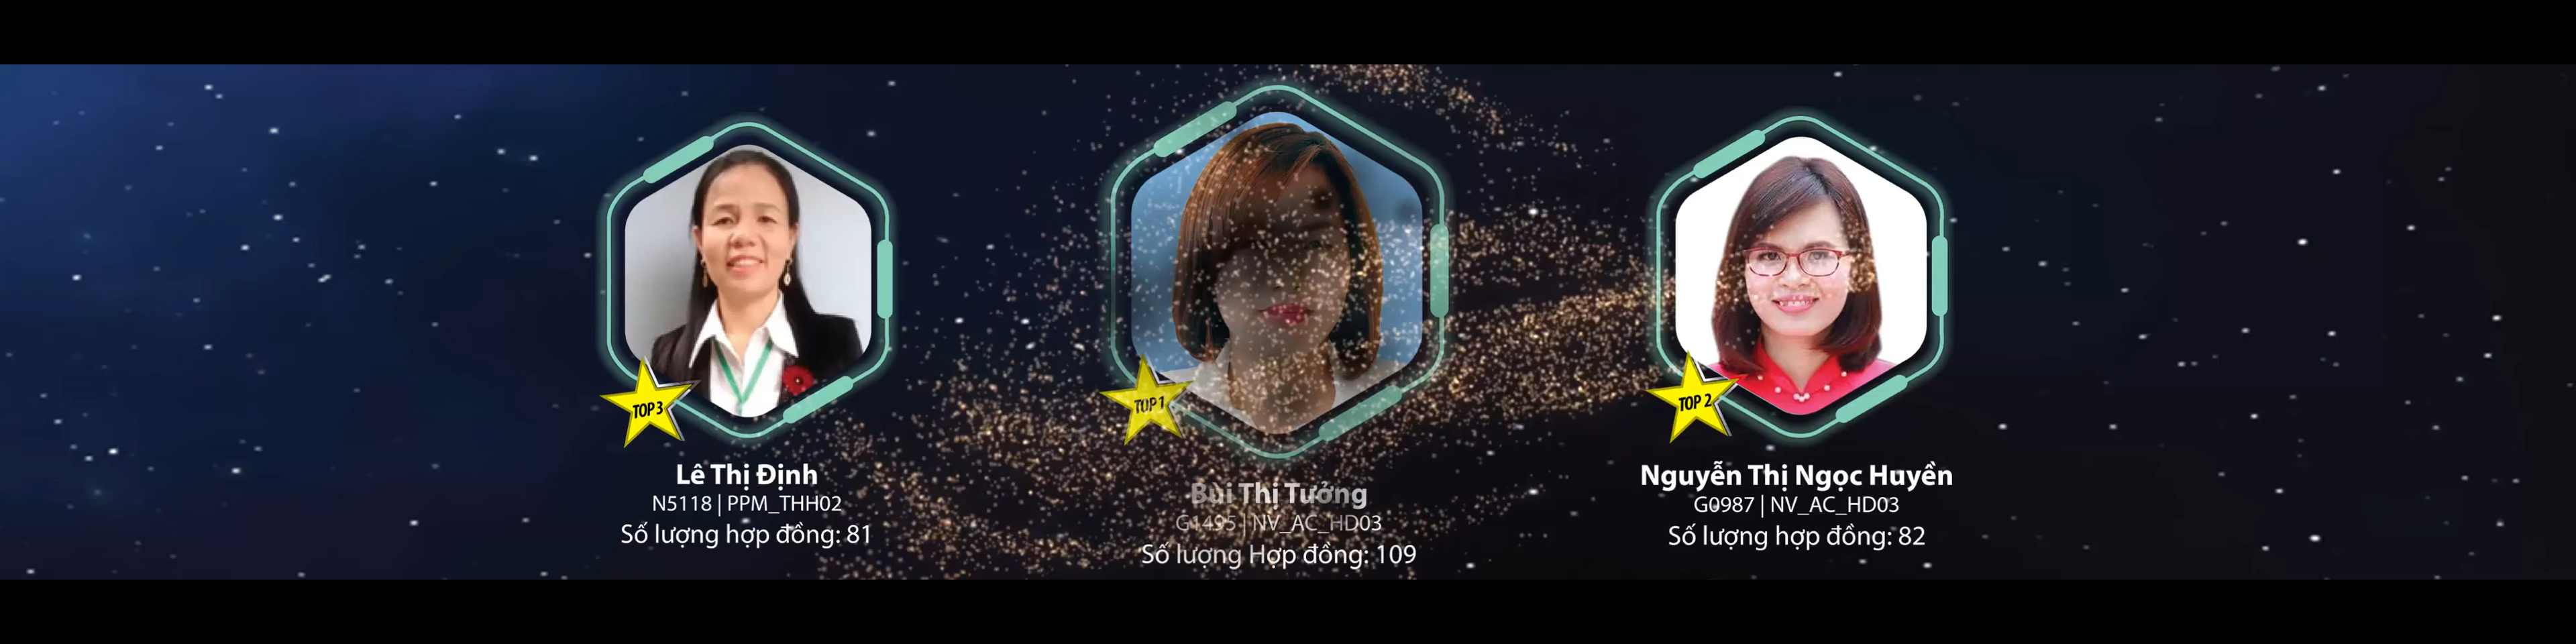 TOP 3
Lê Thị Định
N5118 | PPM_THH02
Số lượng hợp đồng: 81
TOP 1
Bùi Thị Tưởng
G1495 | NV_AC_HD03
Số lượng Hợp đồng: 109
TOP 2
Nguyễn Thị Ngọc Huyền
G0987 | NV_AC_HD03
Số lượng hợp đồng: 82